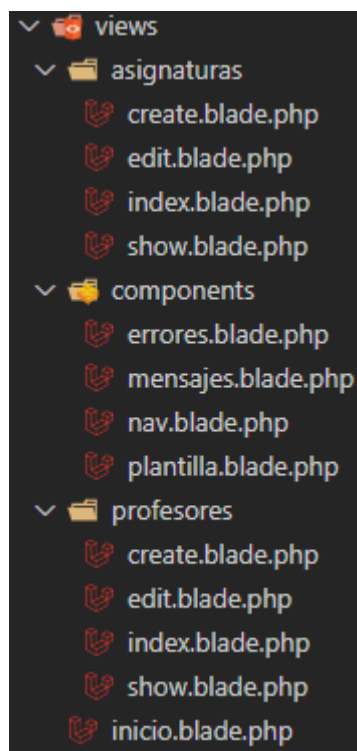 views
asignaturas
create.blade.php
edit.blade.php
index.blade.php
show.blade.php
components
errores.blade.php
mensajes.blade.php
nav.blade.php
plantilla.blade.php
profesores
create.blade.php
edit.blade.php
index.blade.php
show.blade.php
inicio.blade.php